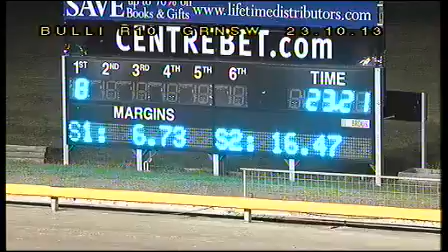 SAVE up to 70% on Books & Gifts www.lifetimedistributors.com
BULLI R10 GRNSW 23.10.13
CENTREBET.com
1ST 2ND 3RD 4TH 5TH 6TH TIME
8 23.21
MARGINS
S1: 6.73 S2: 16.47